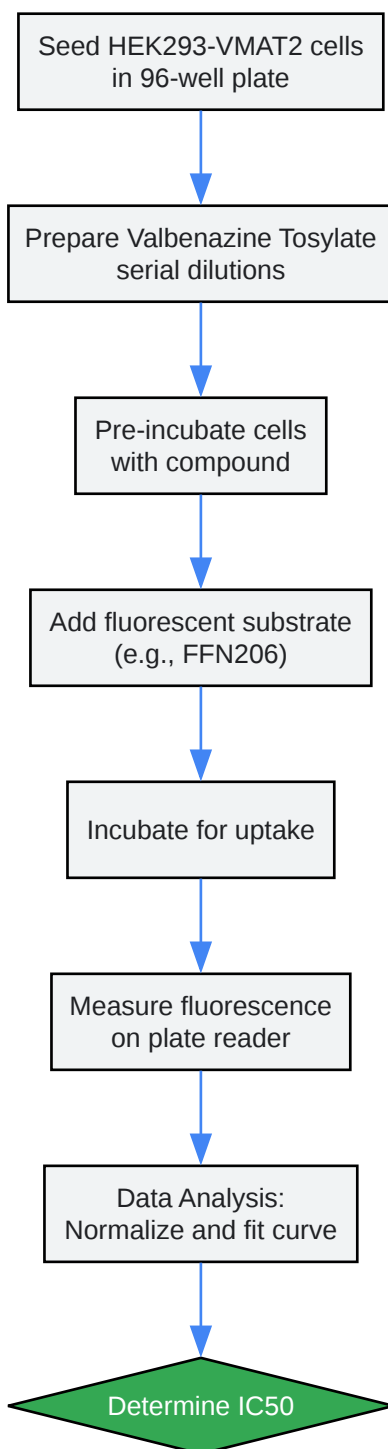 Seed HEK293-VMAT2 cells
in 96-well plate
Prepare Valbenazine Tosylate
serial dilutions
Pre-incubate cells
with compound
Add fluorescent substrate
(e.g., FFN206)
Incubate for uptake
Measure fluorescence
on plate reader
Data Analysis:
Normalize and fit curve
Determine IC50